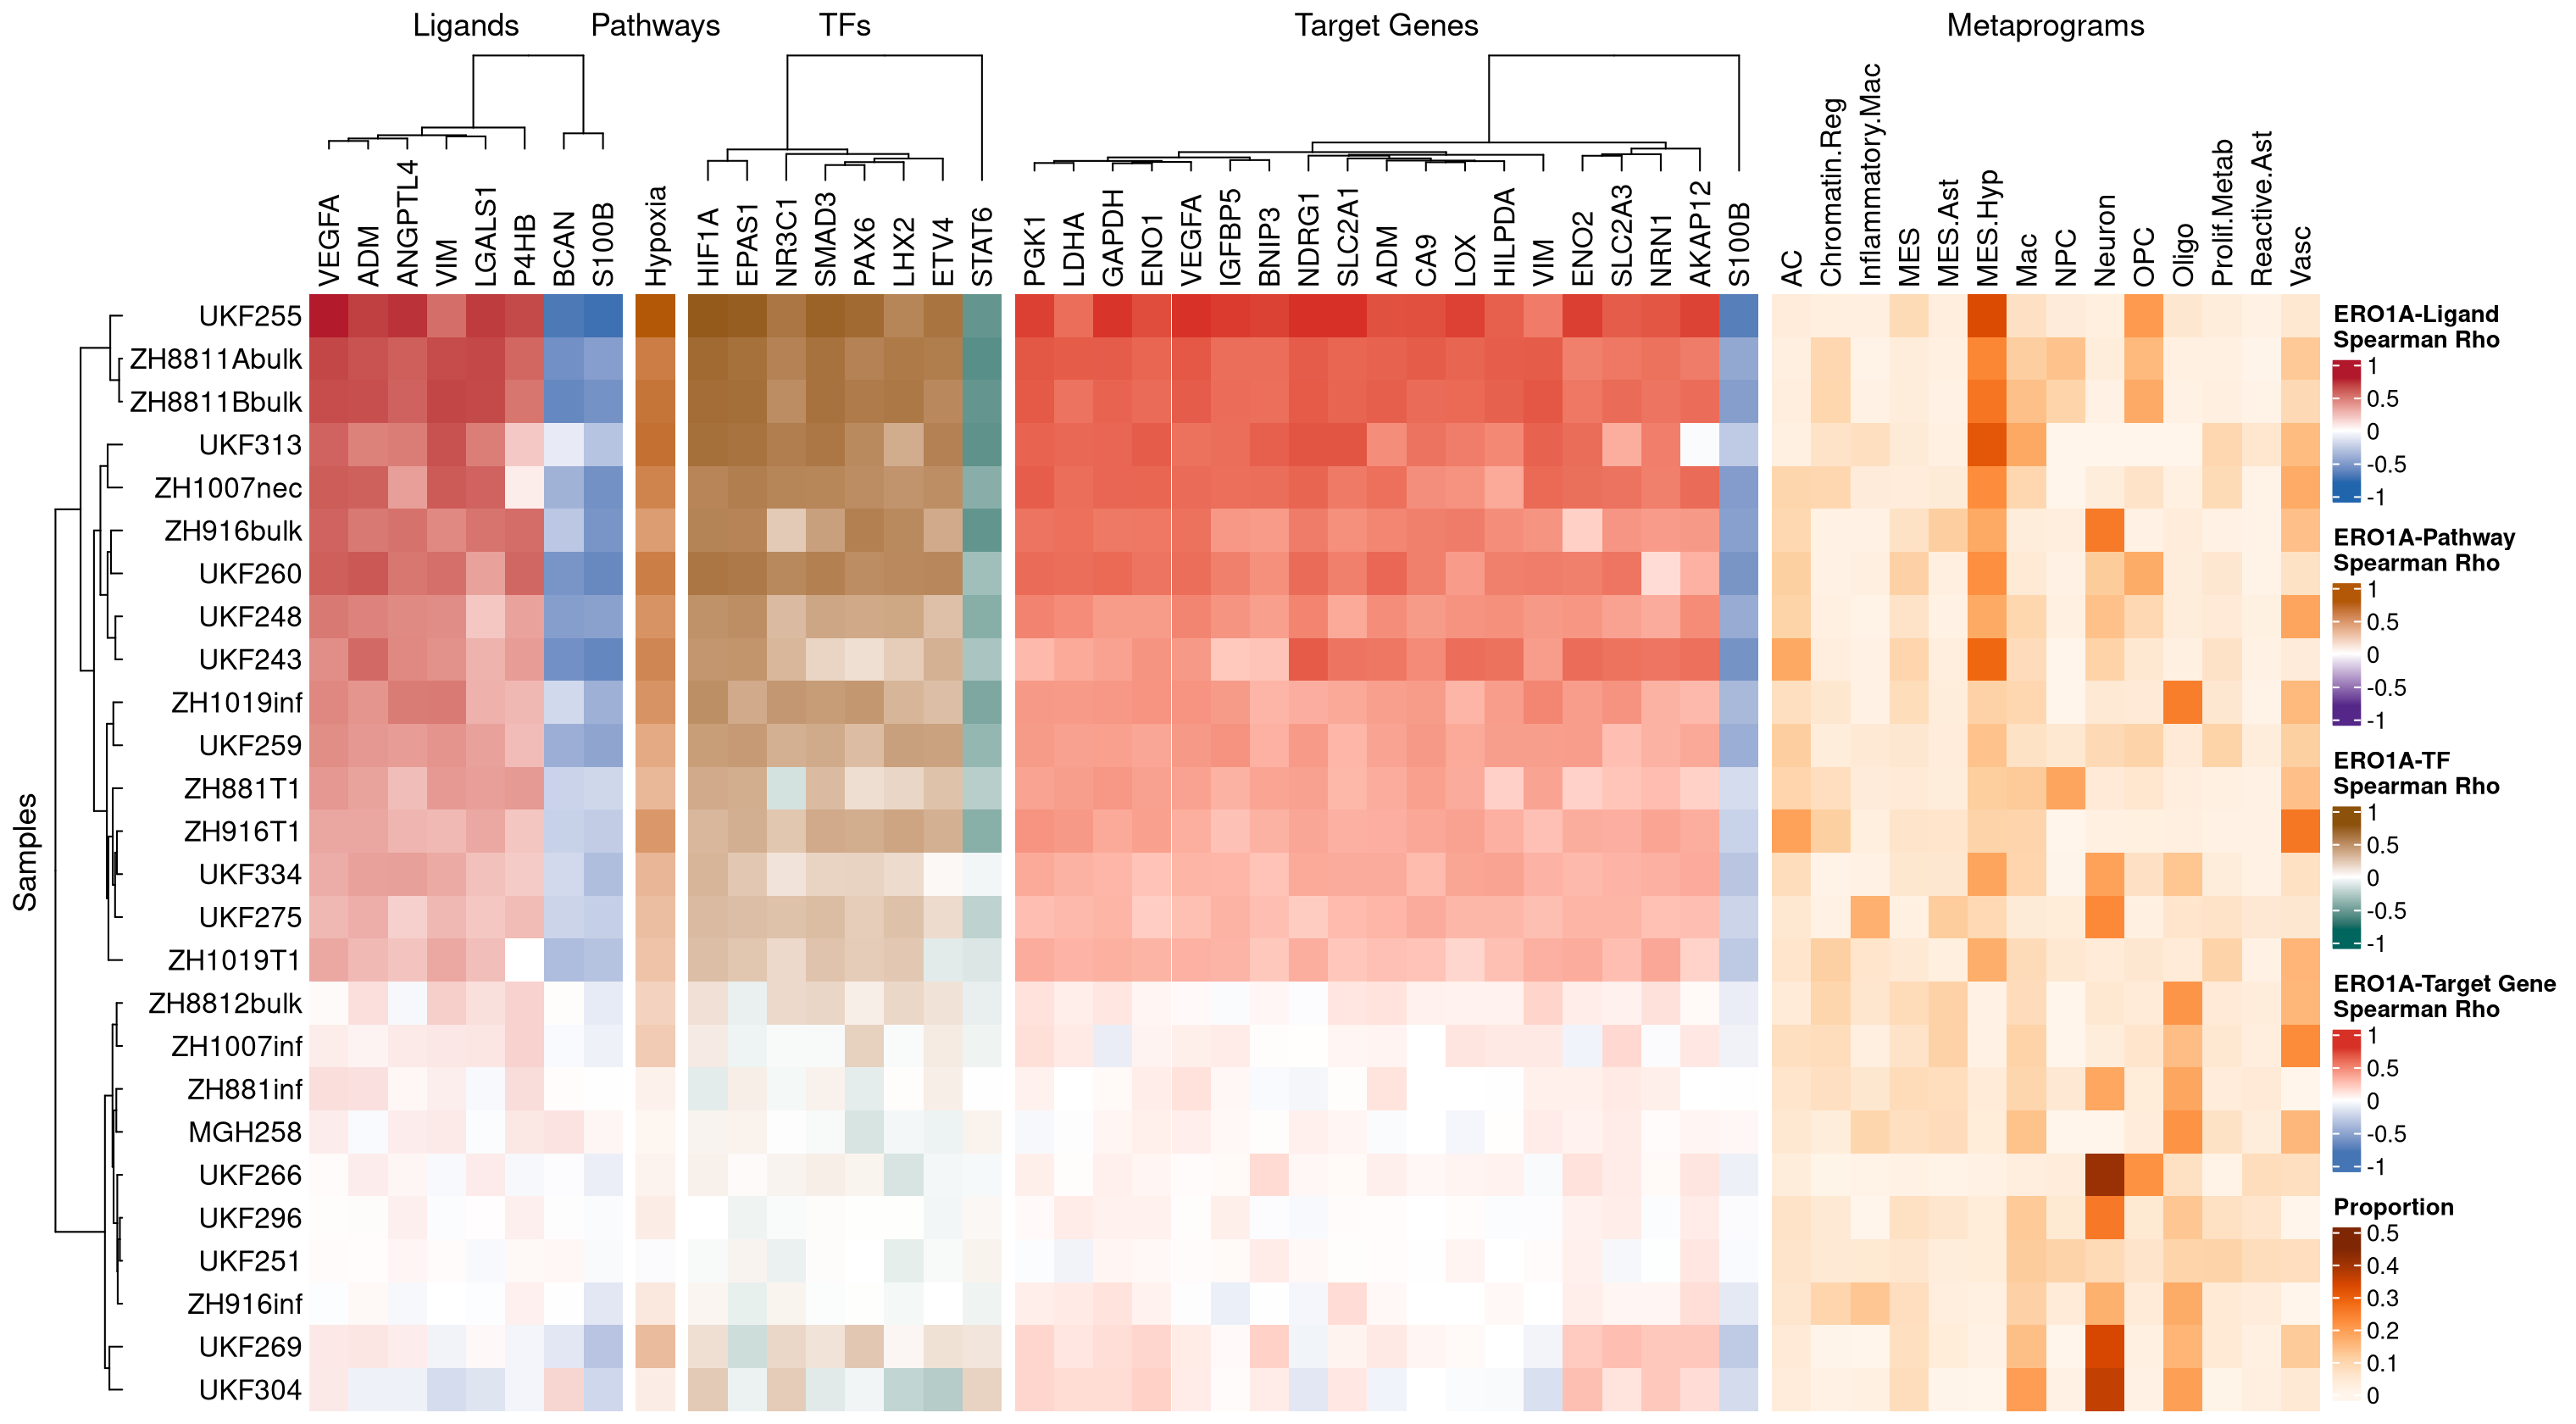 Ligands Pathways TFs Target Genes Metaprograms
VEGFA ADM ANGPTL4 VIM LGALS1 P4HB BCAN S100B
Hypoxia
HIF1A EPAS1 NR3C1 SMAD3 PAX6 LHX2 ETV4 STAT6
PGK1 LDHA GAPDH ENO1 VEGFA IGFBP5 BNIP3 NDRG1 SLC2A1 ADM CA9 LOX HILPDA VIM ENO2 SLC2A3 NRN1 AKAP12 S100B
AC Chromatin.Reg Inflammatory.Mac MES MES.Ast MES.Hyp Mac NPC Neuron OPC Oligo Prolif.Metab Reactive.Ast Vasc
Samples
UKF255
ZH8811Abulk
ZH8811Bbulk
UKF313
ZH1007nec
ZH916bulk
UKF260
UKF248
UKF243
ZH1019inf
UKF259
ZH881T1
ZH916T1
UKF334
UKF275
ZH1019T1
ZH8812bulk
ZH1007inf
ZH881inf
MGH258
UKF266
UKF296
UKF251
ZH916inf
UKF269
UKF304
ERO1A-Ligand
Spearman Rho
1
0.5
0
-0.5
-1
ERO1A-Pathway
Spearman Rho
1
0.5
0
-0.5
-1
ERO1A-TF
Spearman Rho
1
0.5
0
-0.5
-1
ERO1A-Target Gene
Spearman Rho
1
0.5
0
-0.5
-1
Proportion
0.5
0.4
0.3
0.2
0.1
0